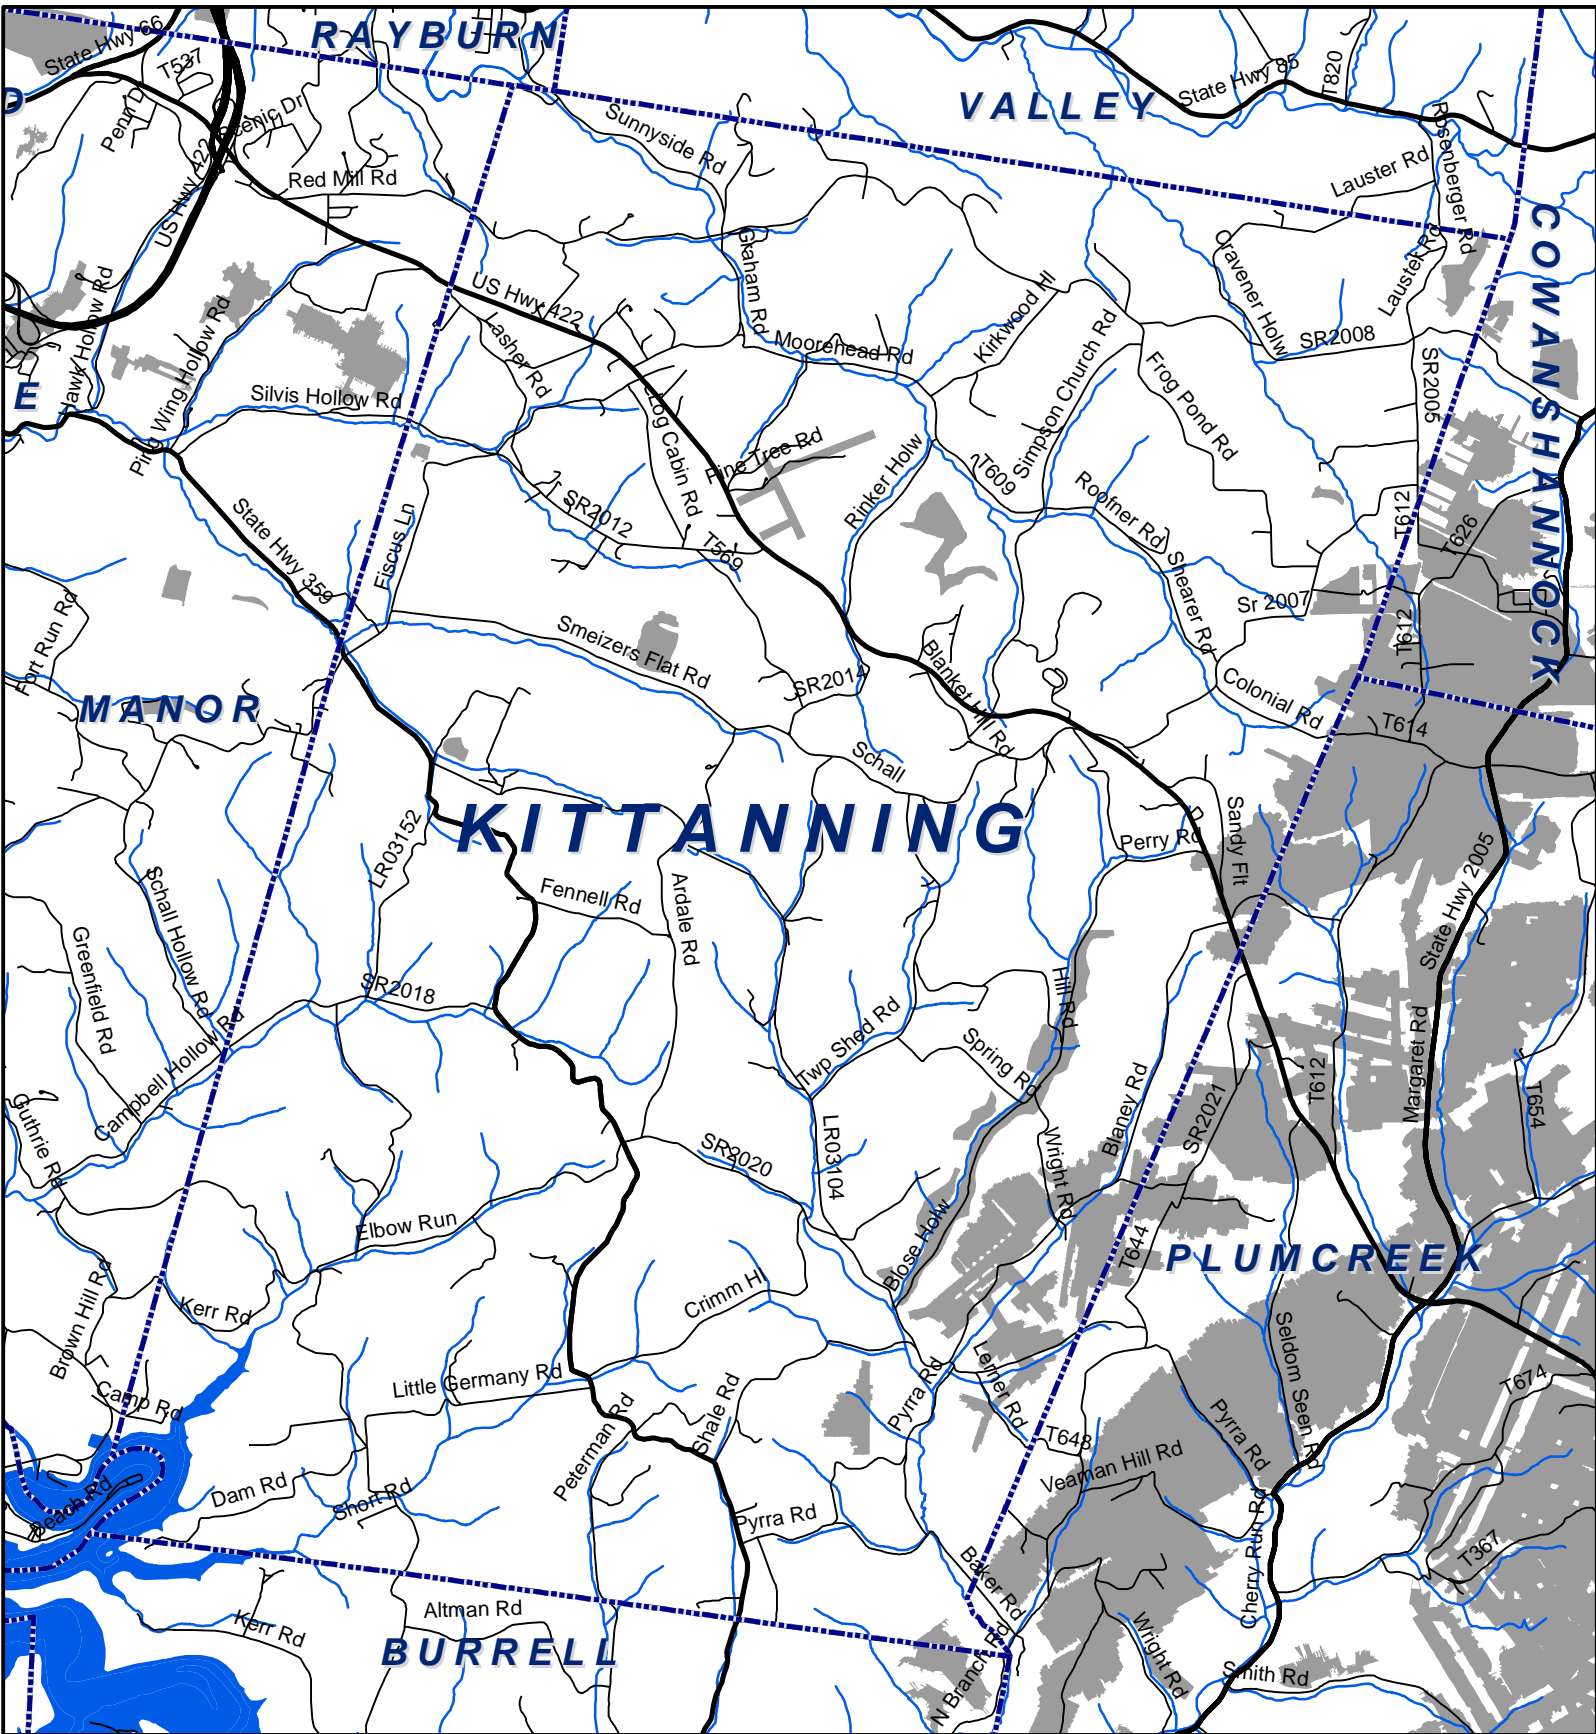 RAYBURN
State Hwy 66
T537
D
Penn D
Scenic Dr
VALLEY
State Hwy 85
T820
Sunnyside Rd
Red Mill Rd
US Hwy 422
Lauster Rd
Rosenberger Rd
COWANSHANNOCK
Graham Rd
Cravener Holw
Lauster Rd
Hawk Hollow Rd
Ping Wing Hollow Rd
US Hwy 422
Lasher Rd
Kirkwood Hl
Moorehead Rd
SR2008
Simpson Church Rd
Frog Pond Rd
SR2005
E
Silvis Hollow Rd
Log Cabin Rd
Pine Tree Rd
Rinker Holw
T609
Roofner Rd
SR2012
T612
T626
State Hwy 359
Fiscus Ln
T569
Shearer Rd
Sr 2007
T612
Fort Run Rd
Smeizers Flat Rd
SR2014
Blanket Hill Rd
Colonial Rd
MANOR
T614
Schall
KITTANNING
LR03152
Perry Rd
D
Sandy Flt
State Hwy 2005
Fennell Rd
Ardale Rd
Schall Hollow Rd
Greenfield Rd
SR2018
Hill Rd
Campbell Hollow Rd
Twp Shed Rd
Spring Rd
Margaret Rd
Guthrie Rd
Blaney Rd
SR2021
T612
T654
SR2020
LR03104
Wright Rd
Elbow Run
Blose Holw
T644
PLUMCREEK
Brown Hill Rd
Kerr Rd
Crimm Hl
Seldom Seen Rd
Little Germany Rd
Lerner Rd
T674
Camp Rd
Shale Rd
Pyrra Rd
Pyrra Rd
Peterman Rd
T648
Veaman Hill Rd
Beach Rd
Dam Rd
Short Rd
Pyrra Rd
Cherry Run Rd
T367
Baker Rd
Altman Rd
Kerr Rd
BURRELL
N Branch Rd
Wright Rd
Smith Rd